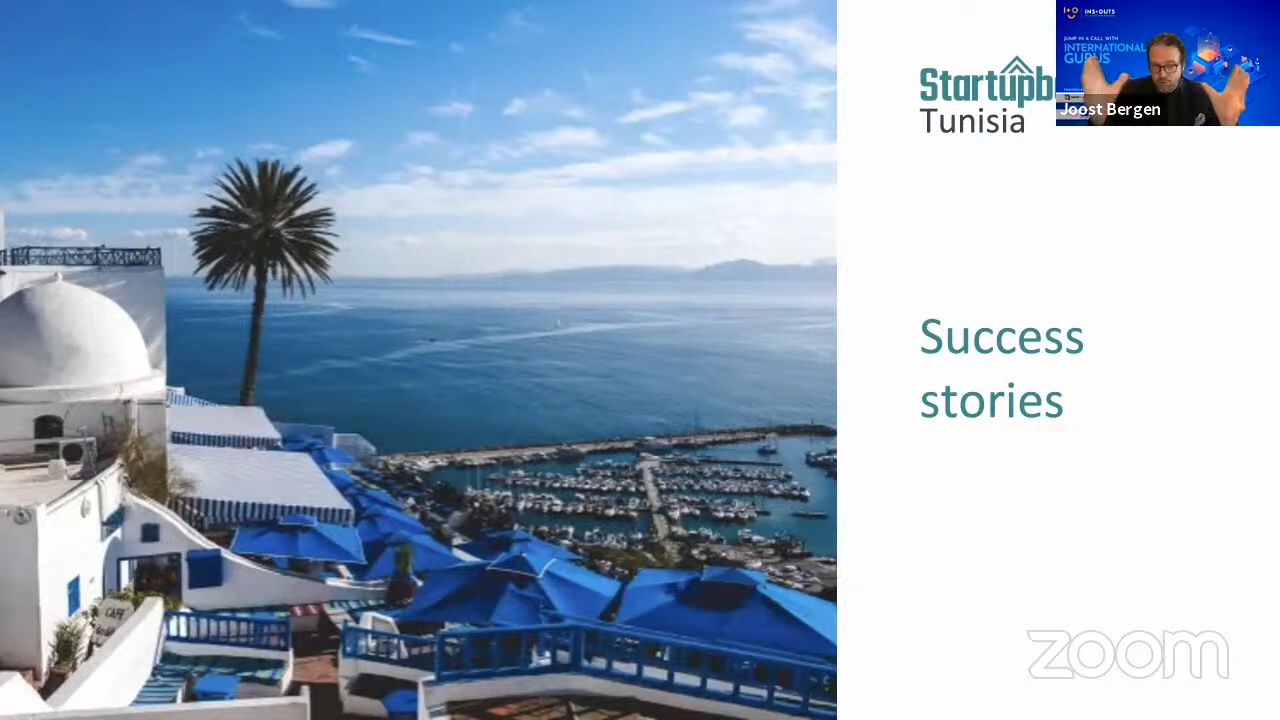 Startupb
Tunisia
INS+OUTS
JUMP IN A CALL WITH
INTERNATIONAL
GURUS
Joost Bergen
Success
stories
CAFE
zoom